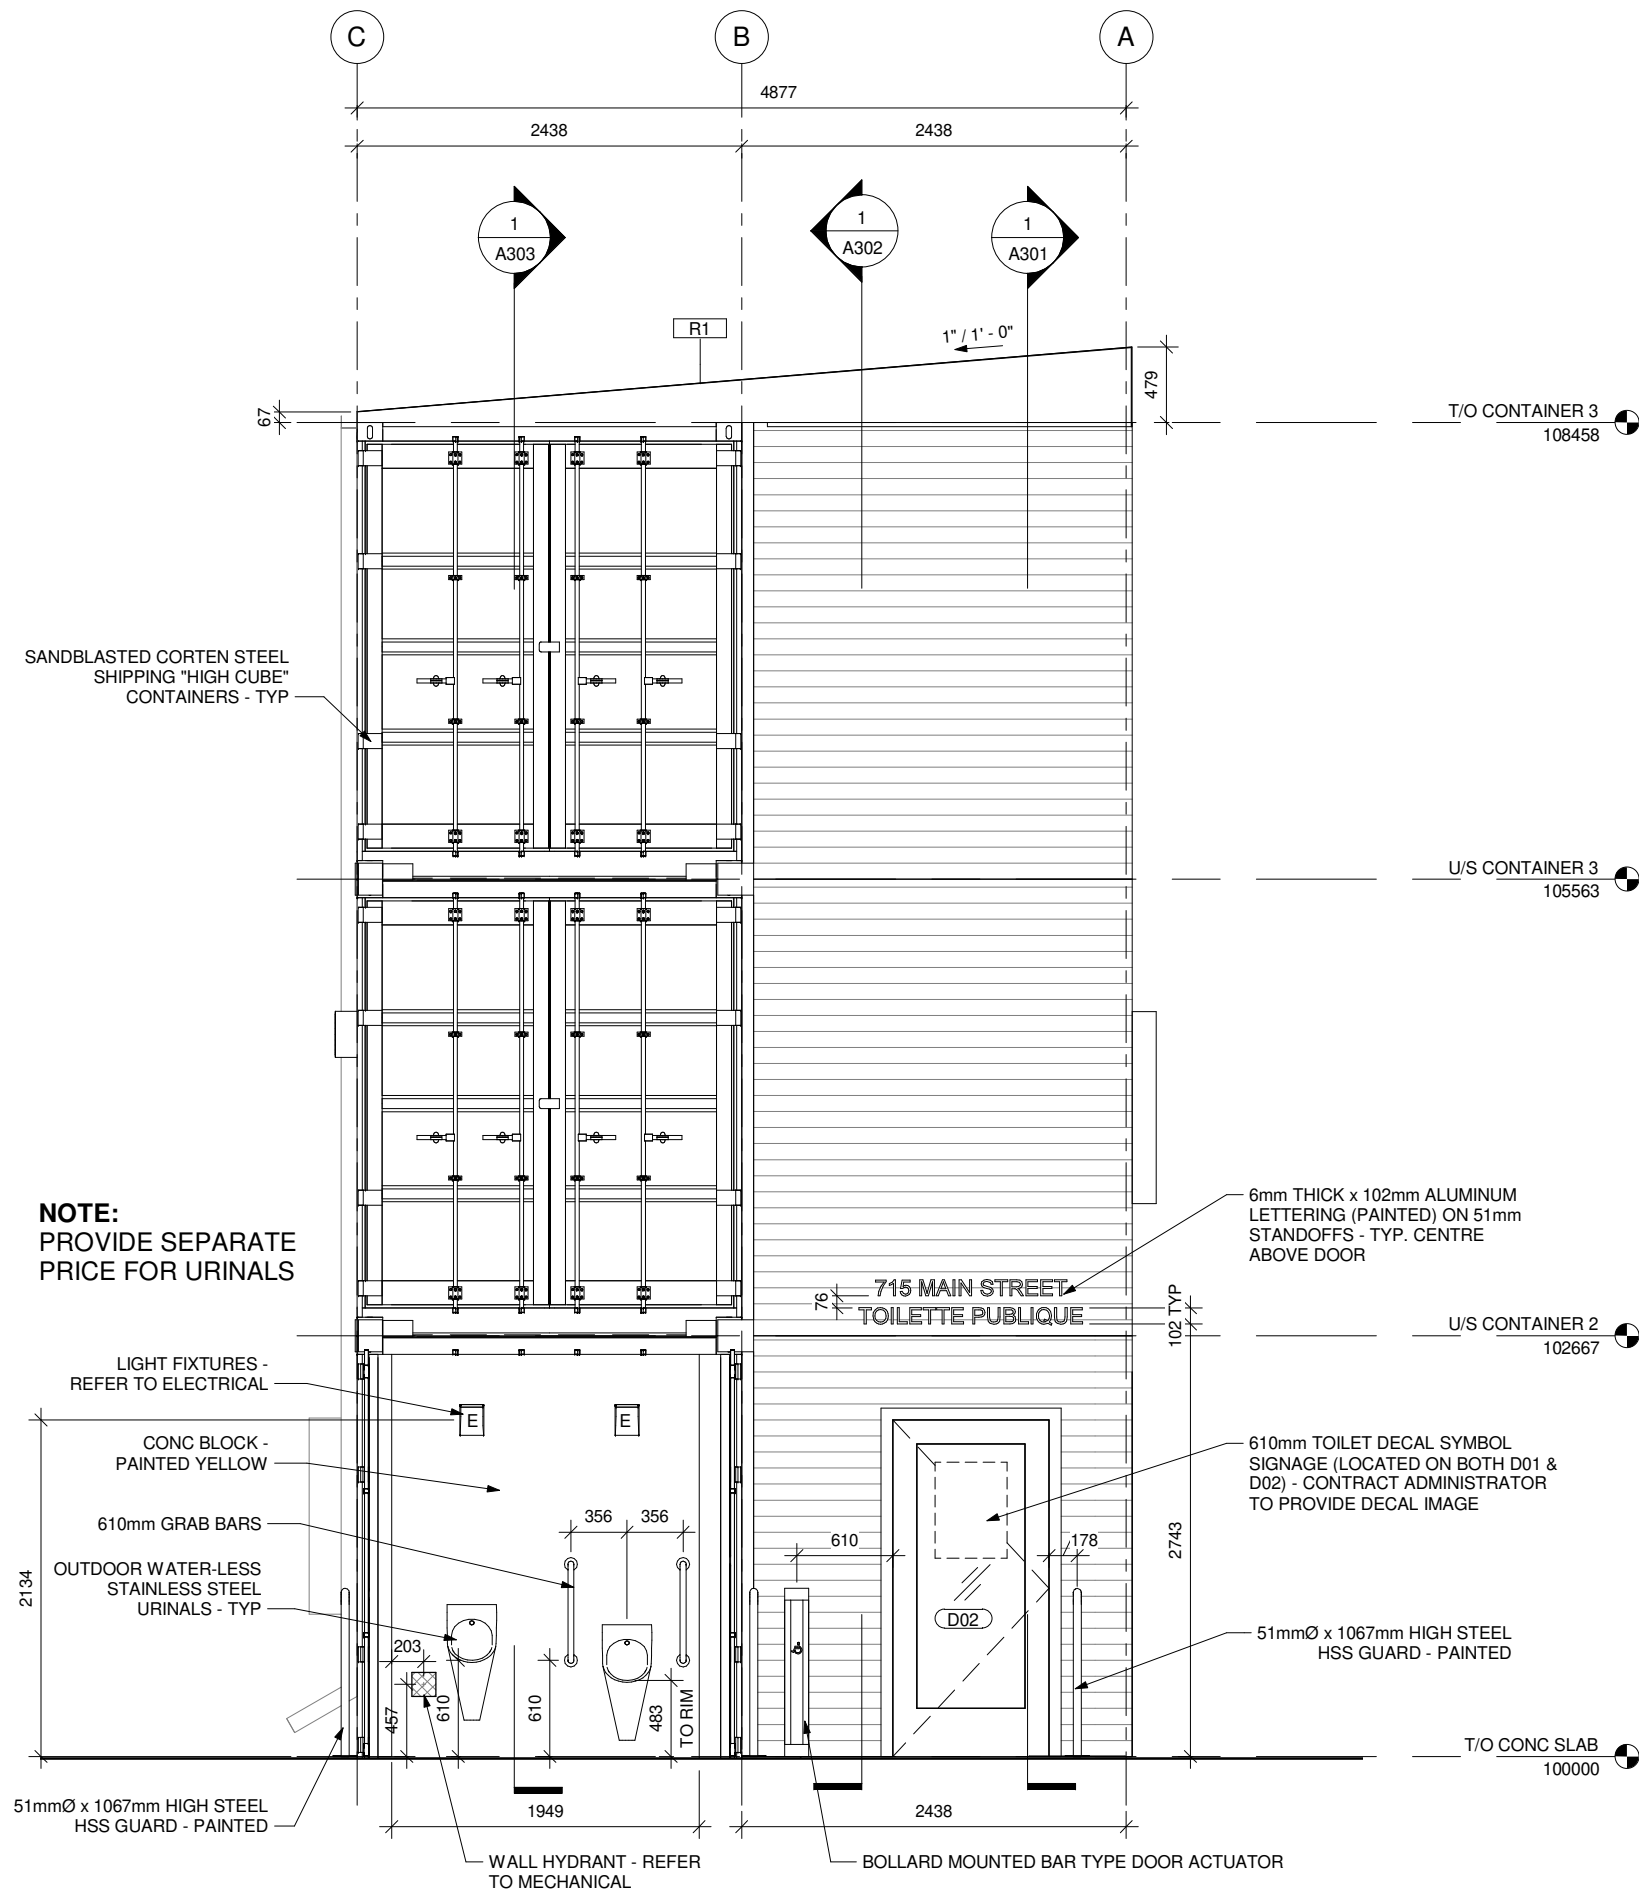 C
B
A
4877
2438
2438
1
A303
1
A302
1
A301
R1
1" / 1' - 0"
479
67
T/O CONTAINER 3
108458
SANDBLASTED CORTEN STEEL
SHIPPING "HIGH CUBE"
CONTAINERS - TYP
U/S CONTAINER 3
105563
NOTE:
PROVIDE SEPARATE
PRICE FOR URINALS
6mm THICK x 102mm ALUMINUM
LETTERING (PAINTED) ON 51mm
STANDOFFS - TYP. CENTRE
ABOVE DOOR
715 MAIN STREET
TOILETTE PUBLIQUE
76
102 TYP
U/S CONTAINER 2
102667
LIGHT FIXTURES -
REFER TO ELECTRICAL
E
E
CONC BLOCK -
PAINTED YELLOW
610mm TOILET DECAL SYMBOL
SIGNAGE (LOCATED ON BOTH D01 &
D02) - CONTRACT ADMINISTRATOR
TO PROVIDE DECAL IMAGE
610mm GRAB BARS
356
356
610
178
2743
2134
OUTDOOR WATER-LESS
STAINLESS STEEL
URINALS - TYP
D02
51mmØ x 1067mm HIGH STEEL
HSS GUARD - PAINTED
203
457
610
610
483
TO RIM
T/O CONC SLAB
100000
51mmØ x 1067mm HIGH STEEL
HSS GUARD - PAINTED
1949
2438
WALL HYDRANT - REFER
TO MECHANICAL
BOLLARD MOUNTED BAR TYPE DOOR ACTUATOR